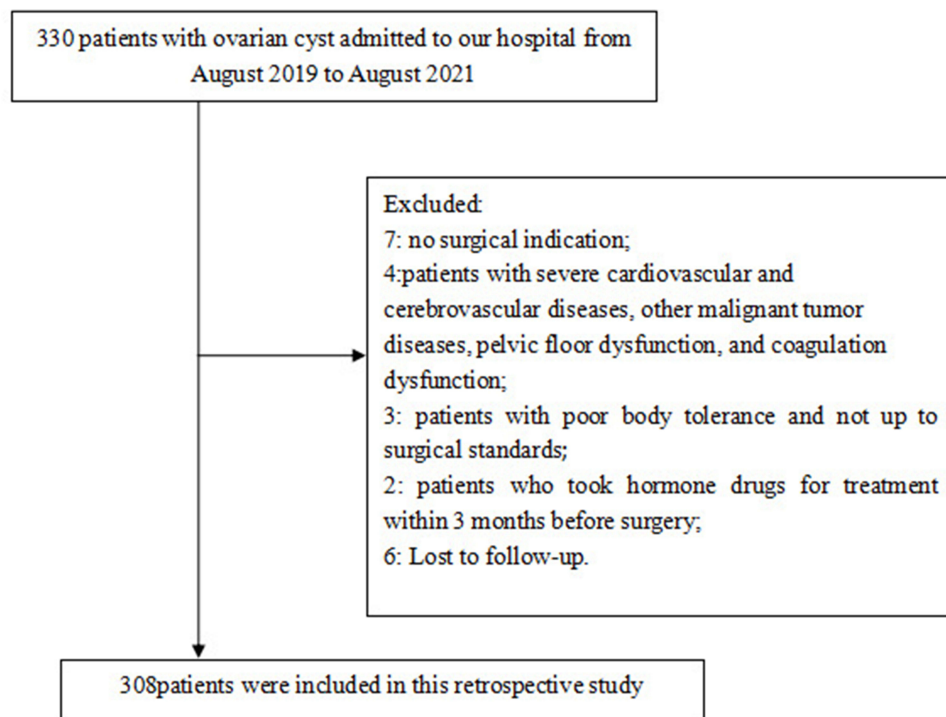 330 patients with ovarian cyst admitted to our hospital from
August 2019 to August 2021
Excluded:
7: no surgical indication;
4:patients with severe cardiovascular and
cerebrovascular diseases, other malignant tumor
diseases, pelvic floor dysfunction, and coagulation
dysfunction;
3: patients with poor body tolerance and not up to
surgical standards;
2: patients who took hormone drugs for treatment
within 3 months before surgery;
6: Lost to follow-up.
308patients were included in this retrospective study